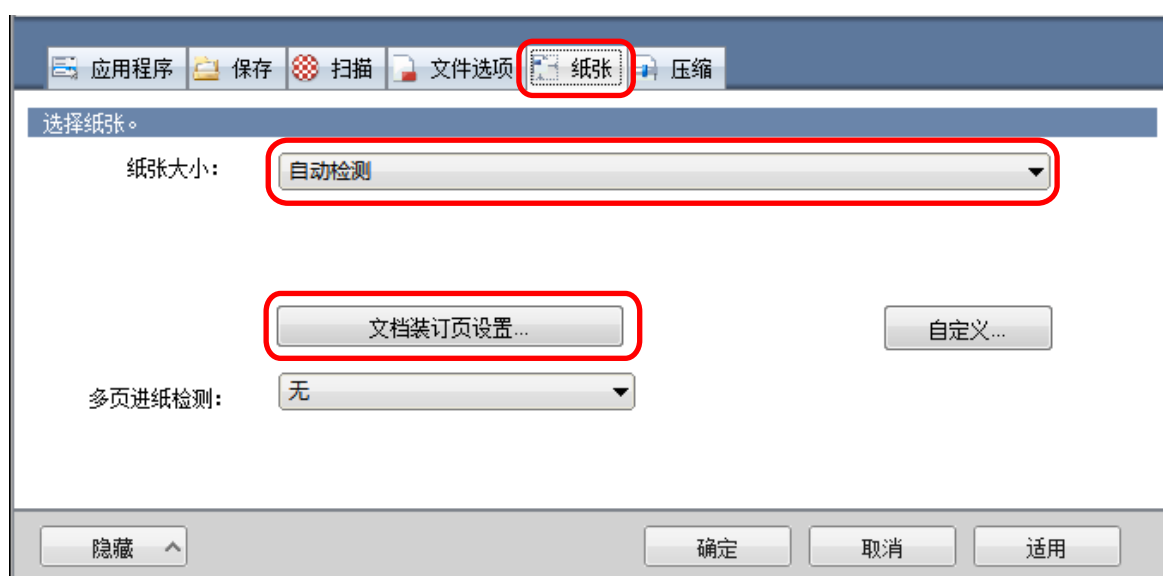 应用程序 保存 扫描 文件选项 纸张 压缩
选择纸张。
纸张大小： 自动检测
文档装订页设置... 自定义...
多页进纸检测： 无
隐藏 确定 取消 适用